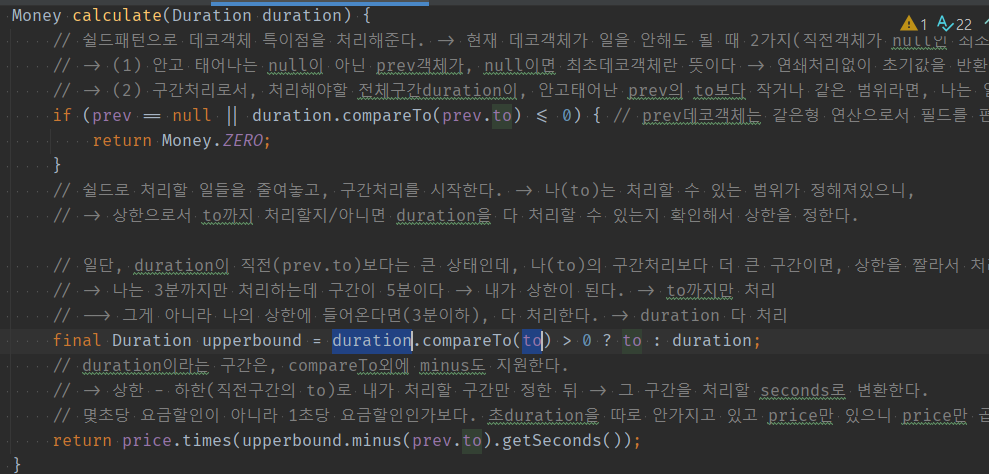 Money calculate(Duration duration) {
// 쉴드패턴으로 데코객체 특이점을 처리해준다. -> 현재 데코객체가 일을 안해도 될 때 2가지(직전객체가 null인 최소
1 22
// -> (1) 안고 태어나는 null이 아닌 prev객체가, null이면 최초데코객체란 뜻이다 -> 연쇄처리없이 초기값을 반환
// -> (2) 구간처리로서, 처리해야할 전체구간duration이, 안고태어난 prev의 to보다 작거나 같은 범위라면, 나는
if (prev == null || duration.compareTo(prev.to) <= 0) { // prev데코객체는 같은형 연산으로서 필드를 편
return Money.ZERO;
}
// 쉴드로 처리할 일들을 줄여놓고, 구간처리를 시작한다. -> 나(to)는 처리할 수 있는 범위가 정해져있으니,
// -> 상한으로서 to까지 처리할지/아니면 duration을 다 처리할 수 있는지 확인해서 상한을 정한다.
// 일단, duration이 직전(prev.to)보다는 큰 상태인데, 나(to)의 구간처리보다 더 큰 구간이면, 상한을 짤라서 처리
// -> 나는 3분까지만 처리하는데 구간이 5분이다 -> 내가 상한이 된다. -> to까지만 처리
// --> 그게 아니라 나의 상한에 들어온다면(3분이하), 다 처리한다. -> duration 다 처리
final Duration upperbound = duration.compareTo(to) > 0 ? to : duration;
// duration이라는 구간은, compareTo외에 minus도 지원한다.
// -> 상한 - 하한(직전구간의 to)로 내가 처리할 구간만 정한 뒤 -> 그 구간을 처리할 seconds로 변환한다.
// 몇초당 요금할인이 아니라 1초당 요금할인인가보다. 초duration을 따로 안가지고 있고 price만 있으니 price만 곱
return price.times(upperbound.minus(prev.to).getSeconds());
}